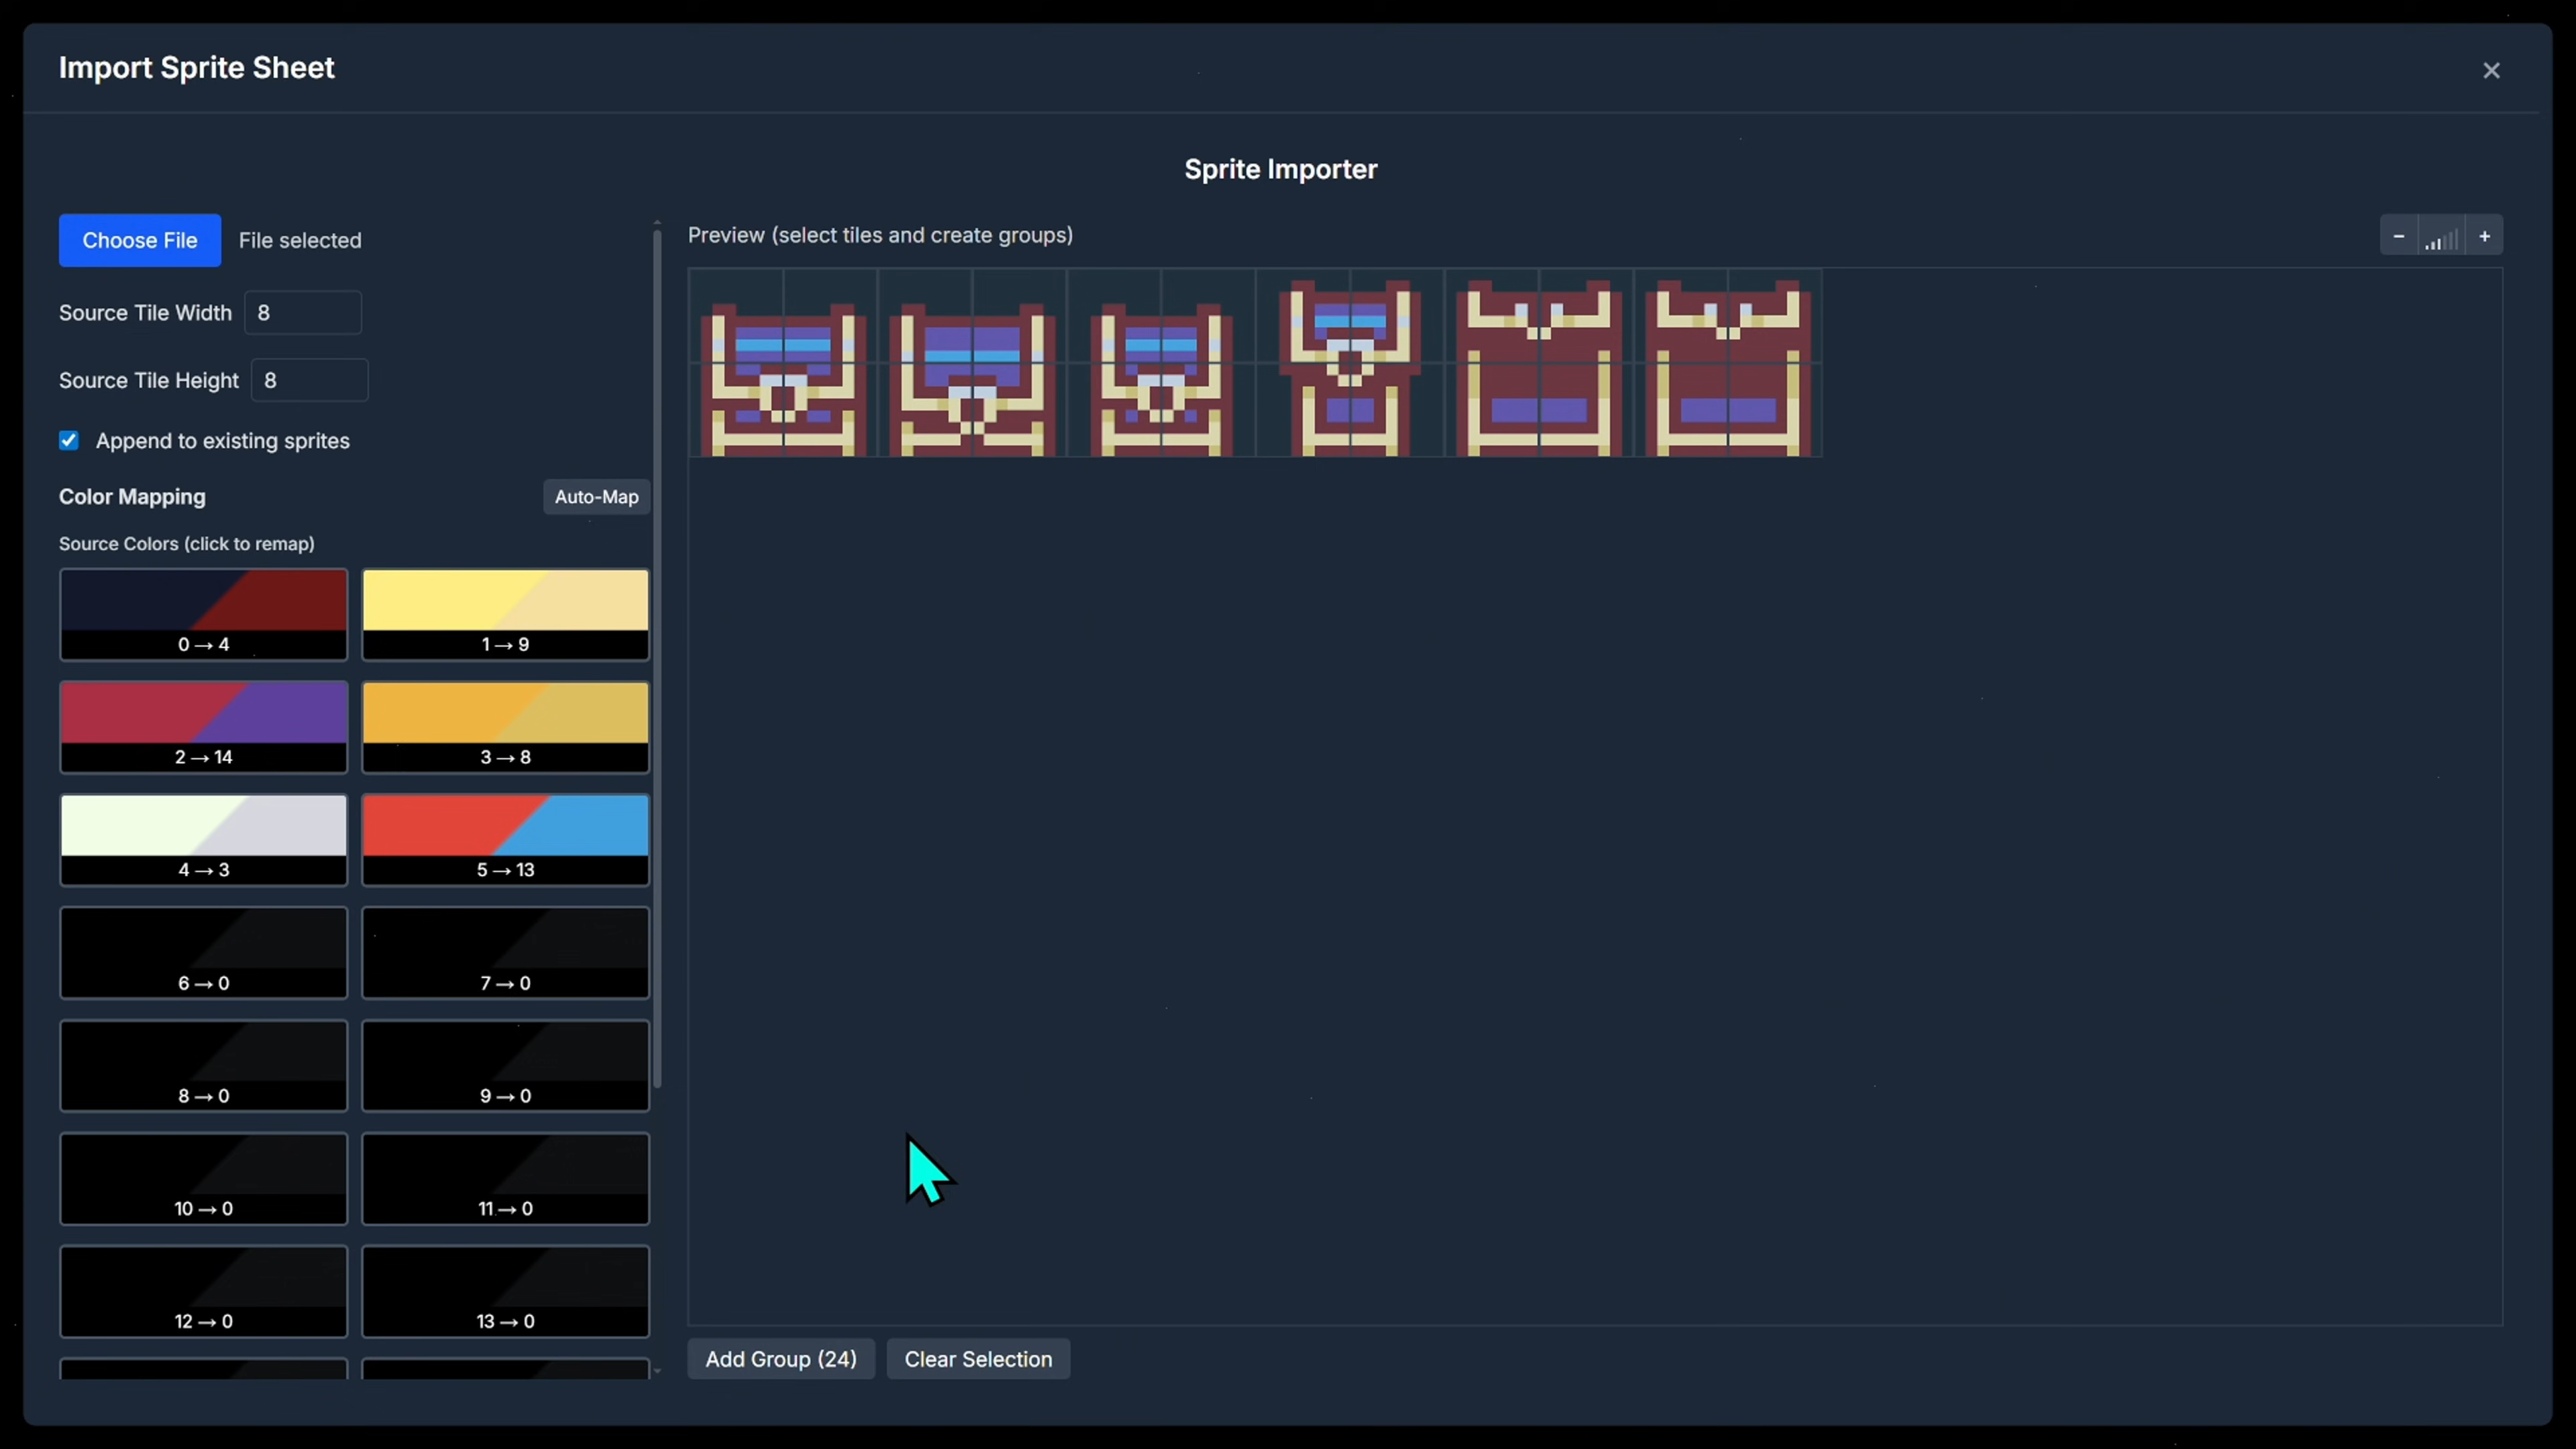 Import Sprite Sheet
×
Sprite Importer
Choose File File selected
Source Tile Width 8
Source Tile Height 8
Append to existing sprites
Color Mapping Auto-Map
Source Colors (click to remap)
0 → 4 1 → 9
2 → 14 3 → 8
4 → 3 5 → 13
6 → 0 7 → 0
8 → 0 9 → 0
10 → 0 11 → 0
12 → 0 13 → 0
Preview (select tiles and create groups)
− +
Add Group (24) Clear Selection